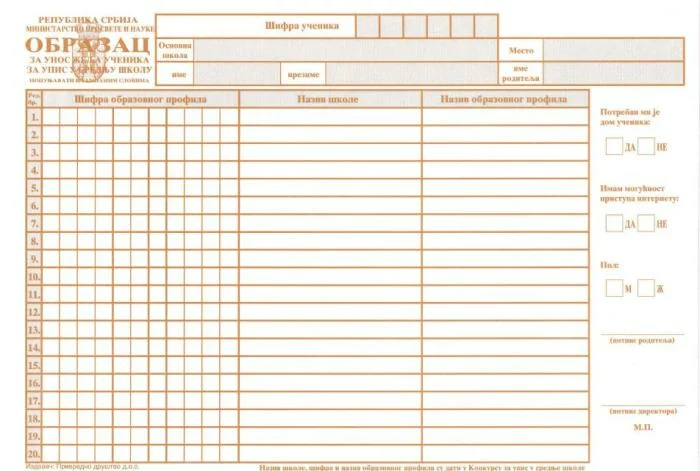 РЕПУБЛИКА СРБИЈА
МИНИСТАРСТВО ПРОСВЕТЕ И НАУКЕ
ОБРАЗАЦ
ЗА УНОС ЖЕЉА УЧЕНИКА
ЗА УПИС У СРЕДЊУ ШКОЛУ
ПОПУЊАВАТИ ШТАМПАНИМ СЛОВИМА
Шифра ученика
Основна школа
Место
име
презиме
име родитеља
Ред. бр.
Шифра образовног профила
Назив школе
Назив образовног профила
1.
2.
3.
4.
5.
6.
7.
8.
9.
10.
11.
12.
13.
14.
15.
16.
17.
18.
19.
20.
Потребан ми је
дом ученика:
ДА НЕ
Имам могућност
приступа интернету:
ДА НЕ
Пол:
М Ж
(потпис родитеља)
(потпис директора)
М.П.
Издавач: Привредно друштво д.о.о.
Назив школе, шифра и назив образовног профила су дати у Конкурсу за упис у средње школе